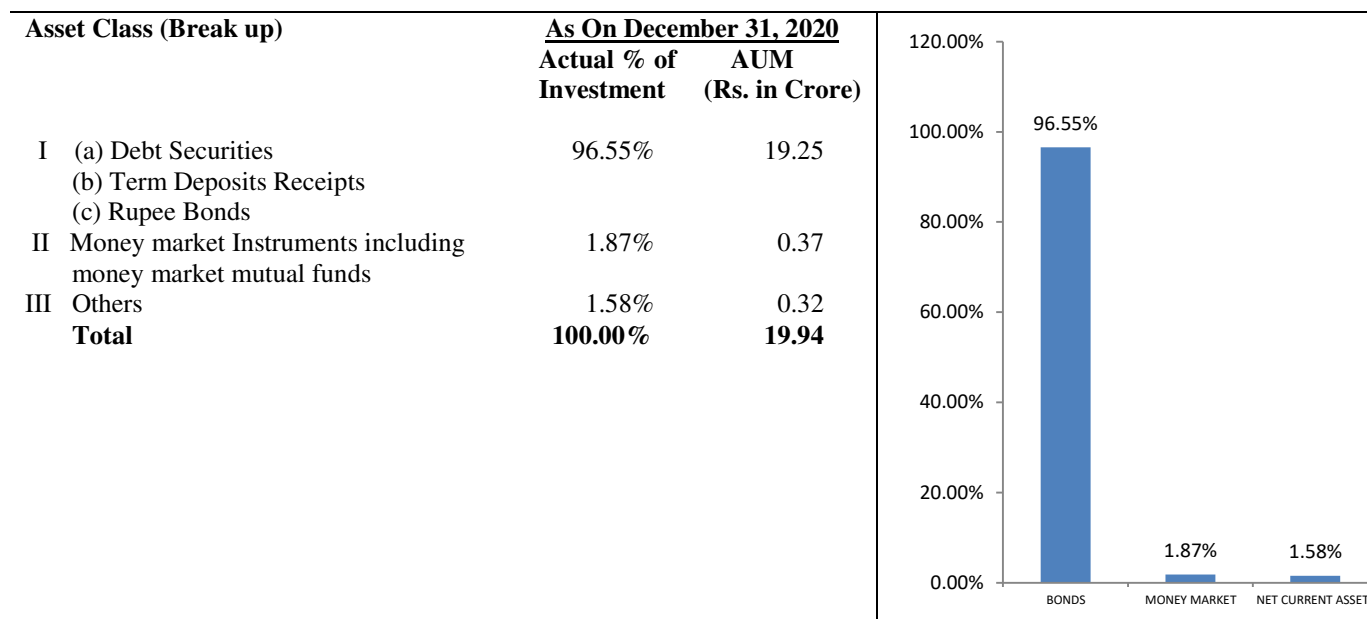 Asset Class (Break up) As On December 31, 2020
Actual % of AUM
Investment (Rs. in Crore)
I (a) Debt Securities 96.55% 19.25
(b) Term Deposits Receipts
(c) Rupee Bonds
II Money market Instruments including 1.87% 0.37
money market mutual funds
III Others 1.58% 0.32
Total 100.00% 19.94
120.00%
100.00%
80.00%
60.00%
40.00%
20.00%
0.00%
96.55%
1.87%
1.58%
BONDS MONEY MARKET NET CURRENT ASSET